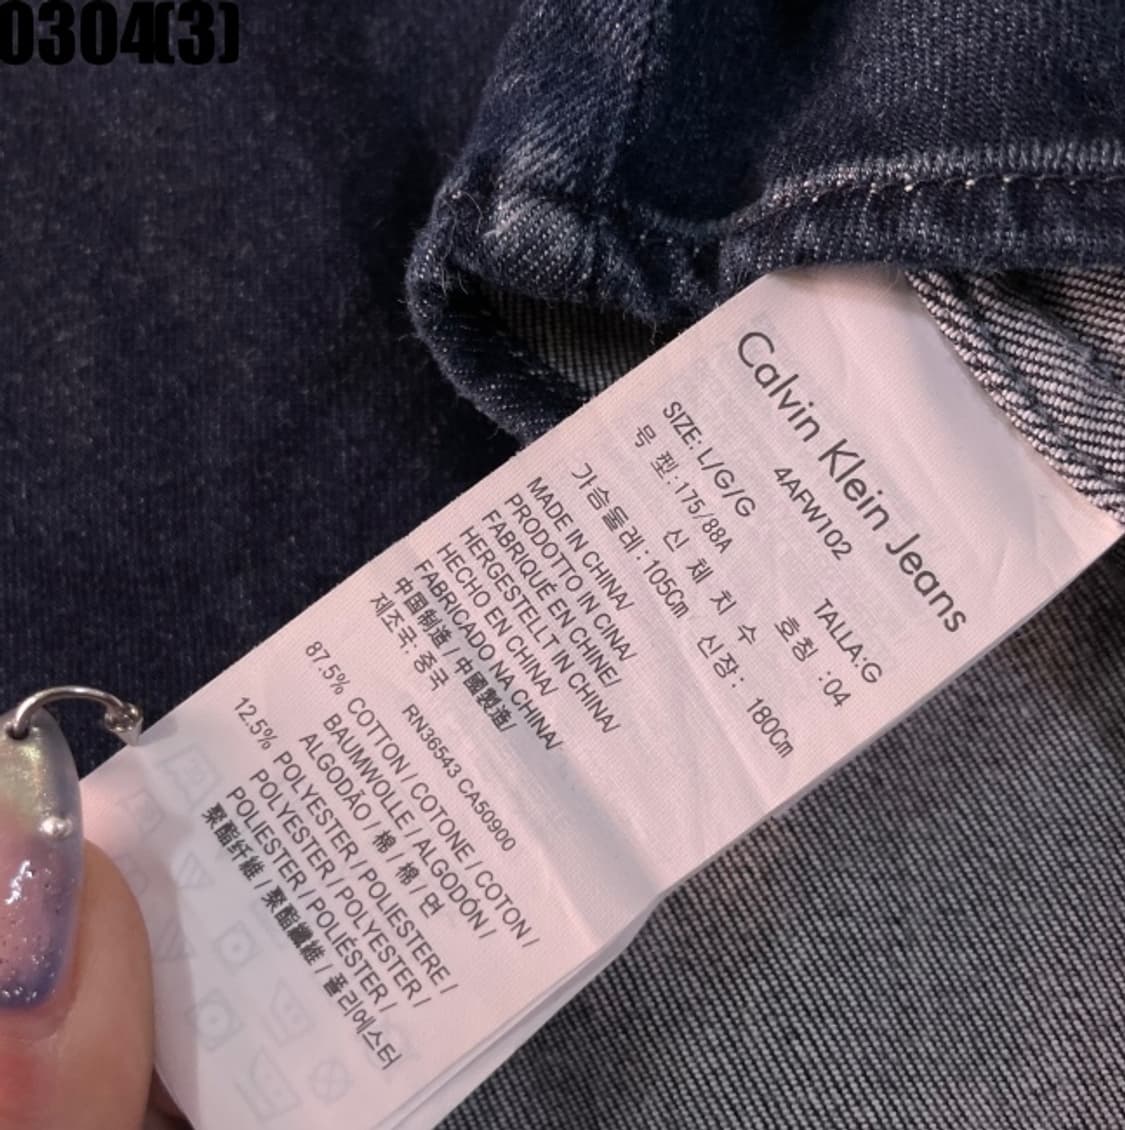 0304(3)
Calvin Klein Jeans
4AFW102 TALLA:G
SIZE: L/G/G 호칭 :04
号 型:175/88A
신 체 치 수
가슴둘레:105Cm 신장: 180Cm
MADE IN CHINA/
PRODOTTO IN CINA/
FABRIQUÉ EN CHINE/
HERGESTELLT IN CHINA/
HECHO EN CHINA/
FABRICADO NA CHINA/
中国制造 / 中國製造/
제조국: 중국
RN36543 CA50900
87.5% COTTON / COTONE / COTON /
BAUMWOLLE / ALGODÓN /
ALGODÃO / 棉 / 棉 / 면
12.5% POLYESTER / POLIESTERE /
POLYESTER / POLYESTER /
POLIESTER / POLIÉSTER /
聚酯纤维 / 聚酯纖維 / 폴리에스터